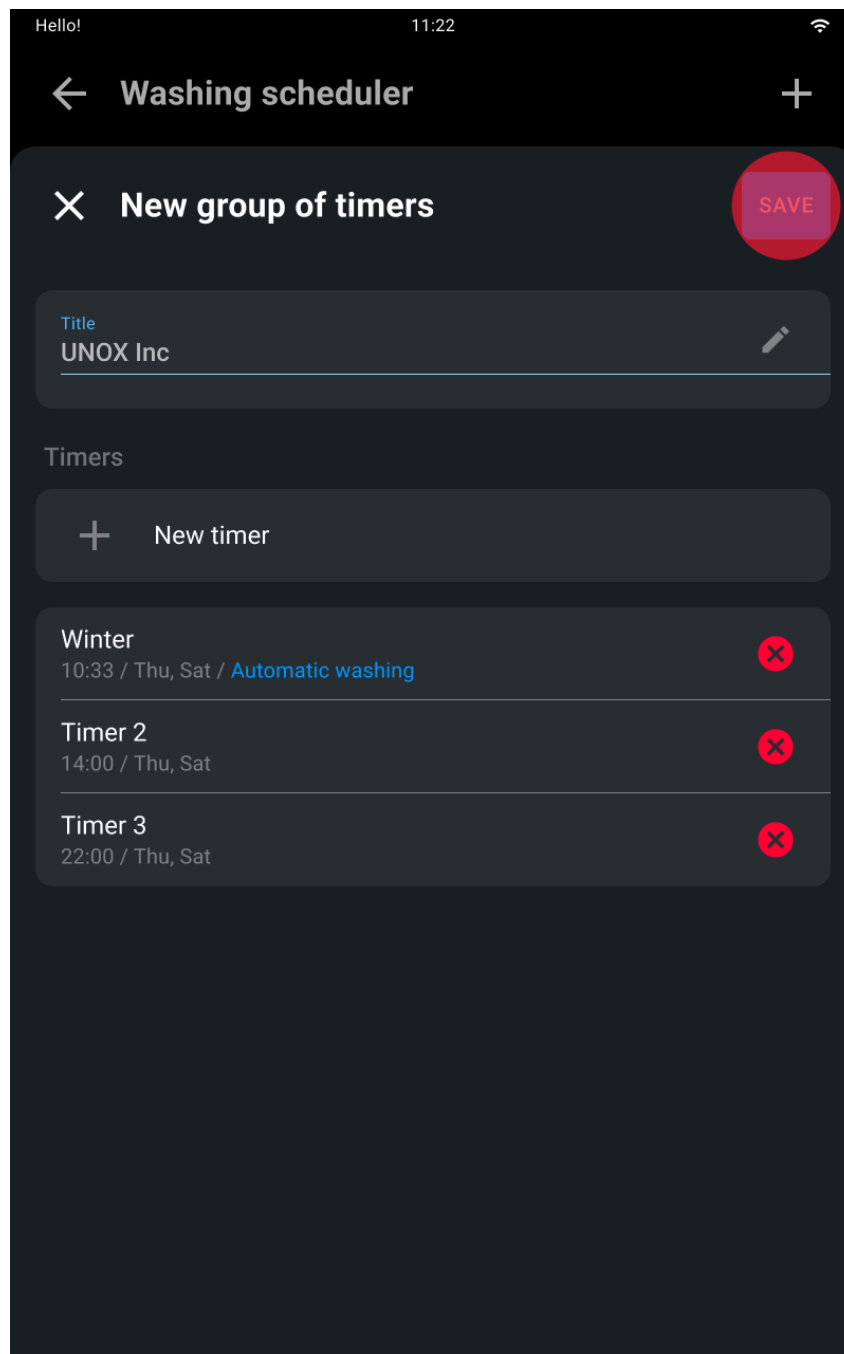 Hello!
11:22
Washing scheduler
New group of timers
SAVE
Title
UNOX Inc
Timers
New timer
Winter
10:33 / Thu, Sat / Automatic washing
Timer 2
14:00 / Thu, Sat
Timer 3
22:00 / Thu, Sat